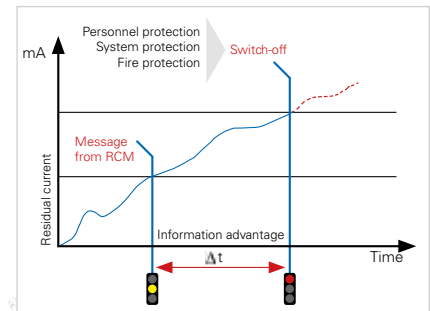 Personnel protection
System protection
Fire protection
Switch-off
mA
Message
from RCM
Residual current
Information advantage
Δt
Time